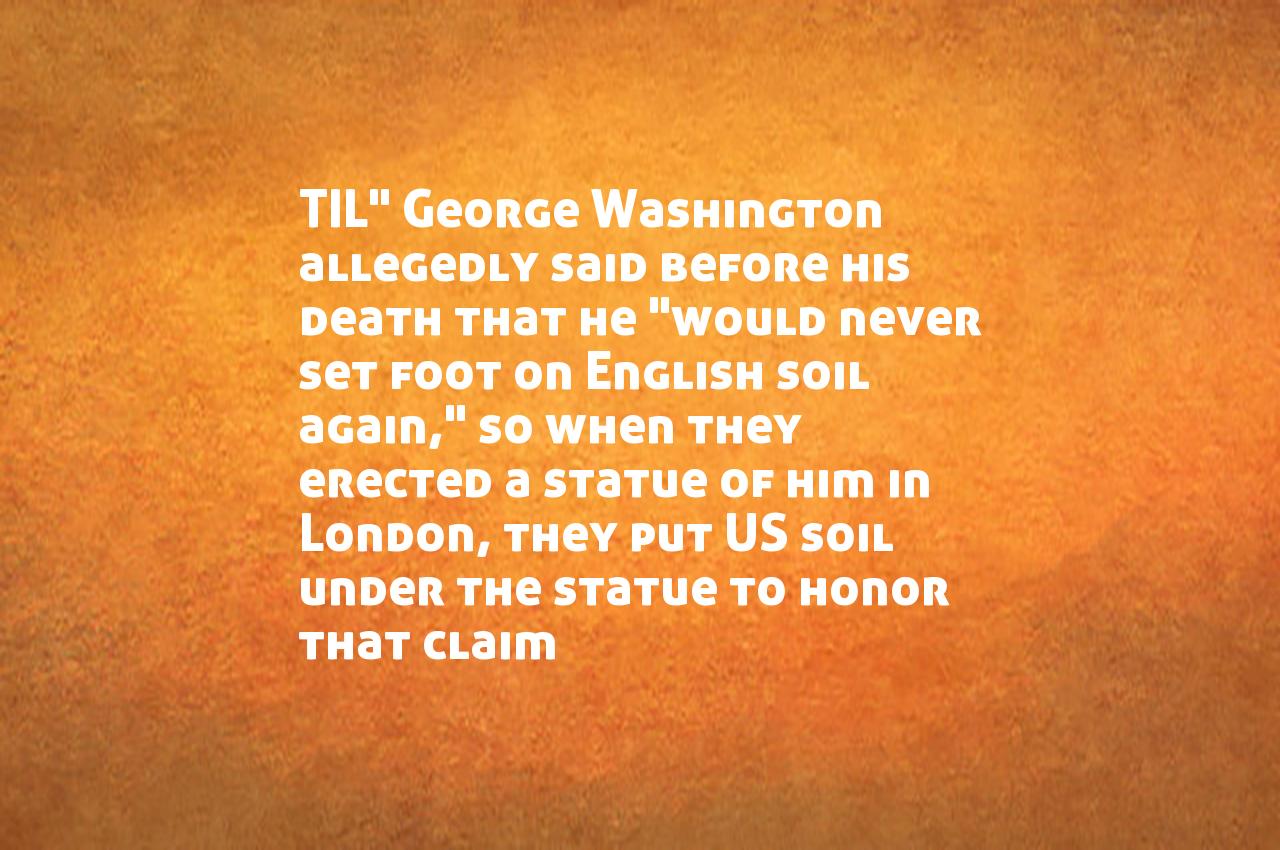 TIL" George Washington
allegedly said before his
death that he "would never
set foot on English soil
again," so when they
erected a statue of him in
London, they put US soil
under the statue to honor
that claim